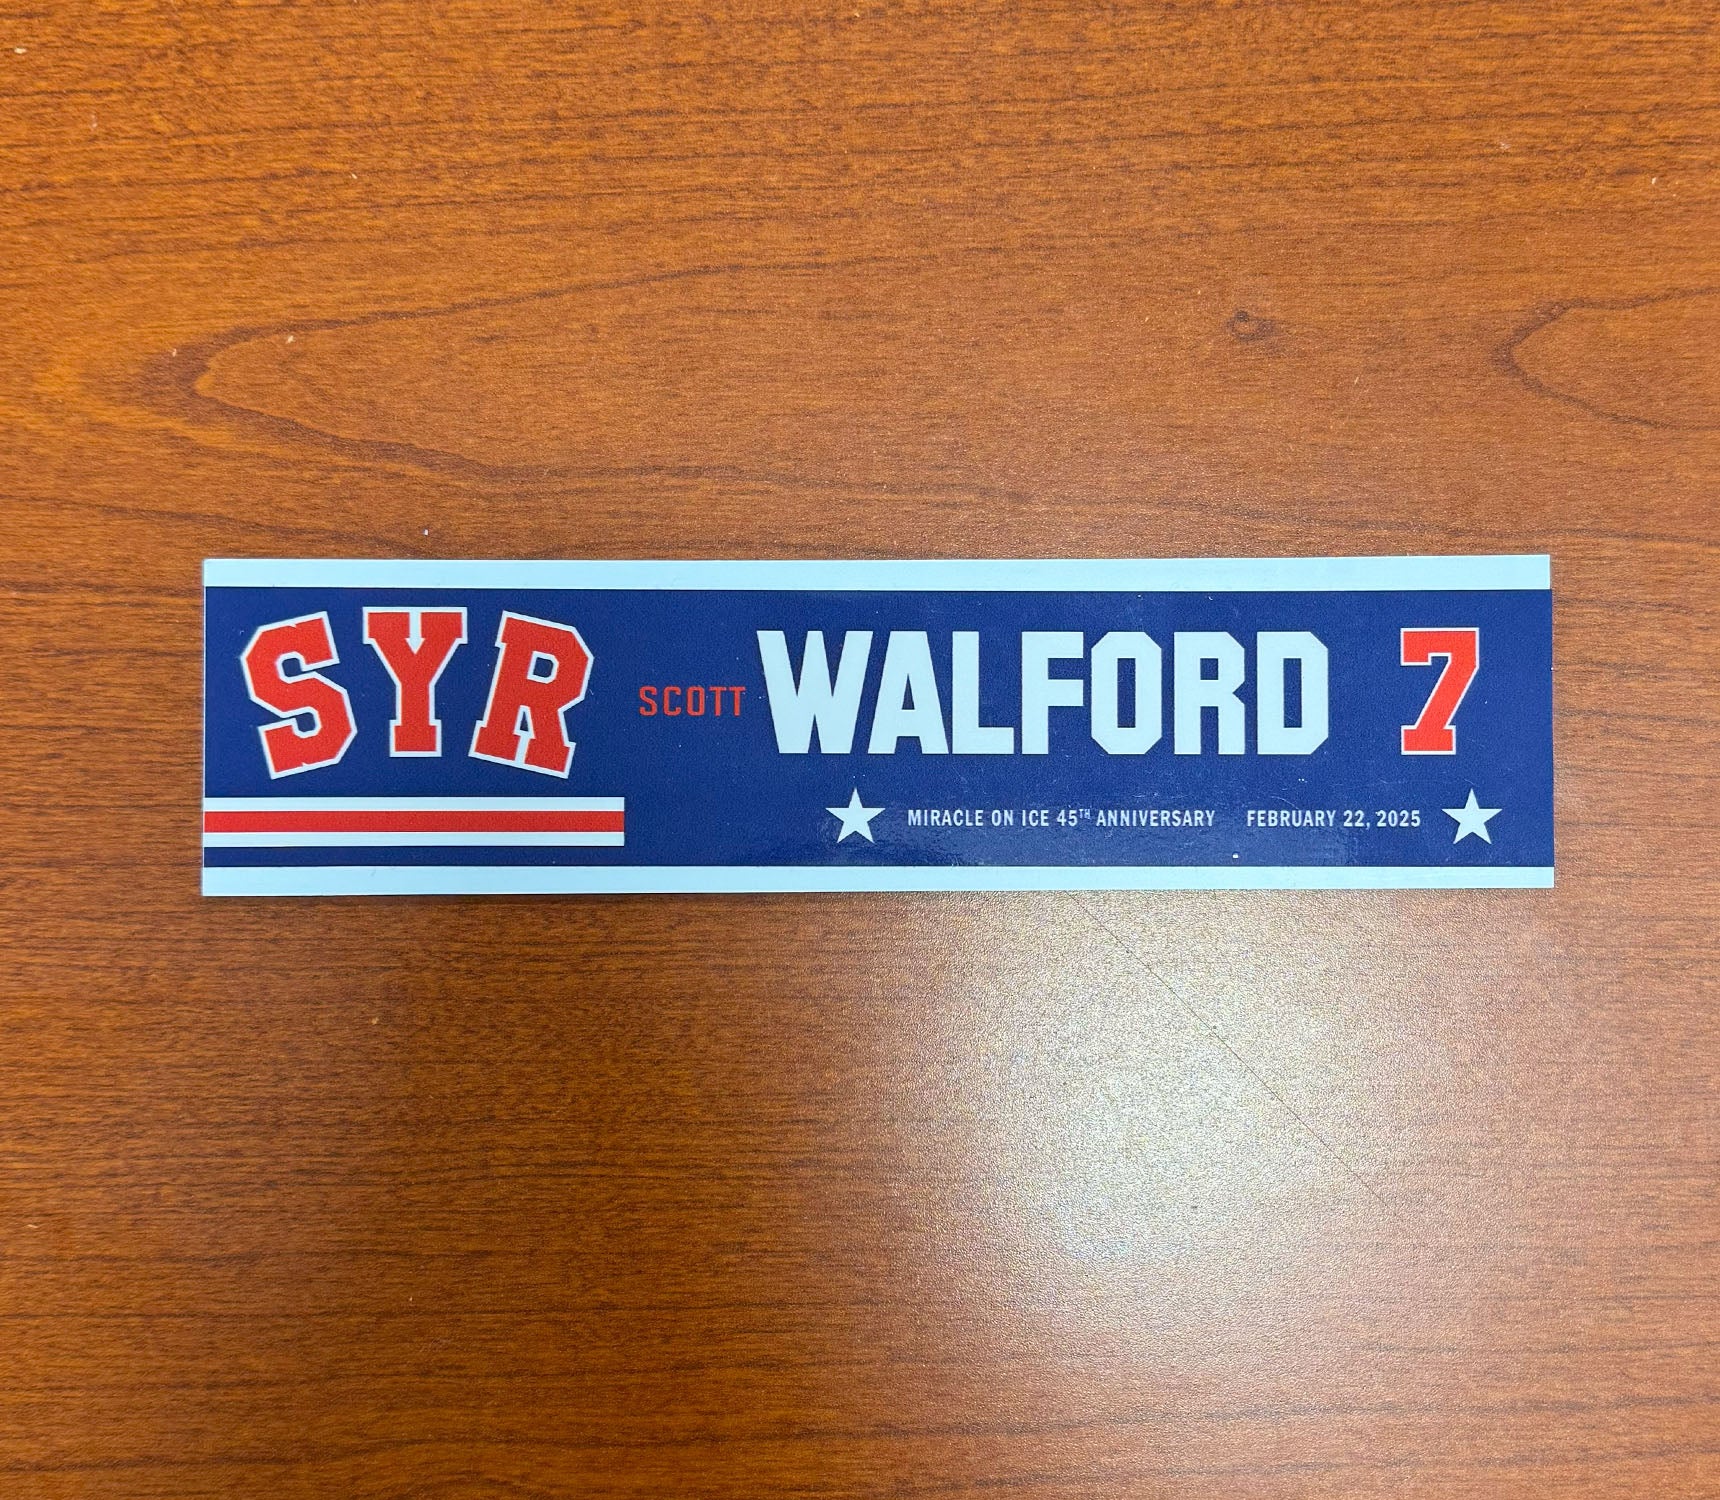 SYR
SCOTT WALFORD 7
MIRACLE ON ICE 45TH ANNIVERSARY FEBRUARY 22, 2025